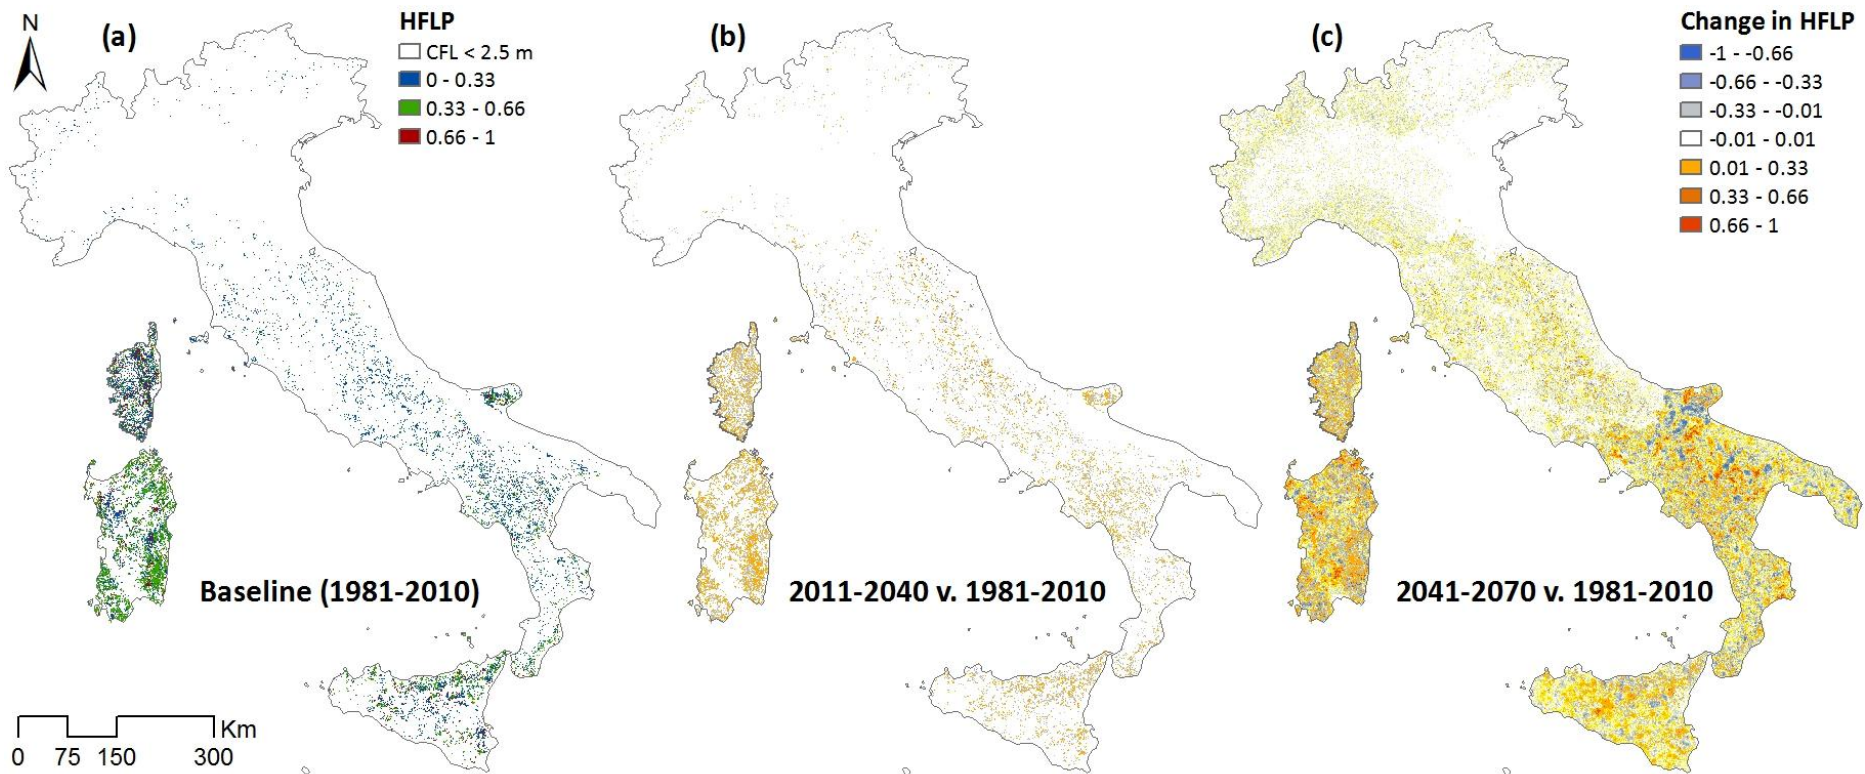 N
(a)
HFLP
CFL < 2.5 m
0 - 0.33
0.33 - 0.66
0.66 - 1
Baseline (1981-2010)
0 75 150 300 Km
(b)
2011-2040 v. 1981-2010
(c)
Change in HFLP
-1 - -0.66
-0.66 - -0.33
-0.33 - -0.01
-0.01 - 0.01
0.01 - 0.33
0.33 - 0.66
0.66 - 1
2041-2070 v. 1981-2010